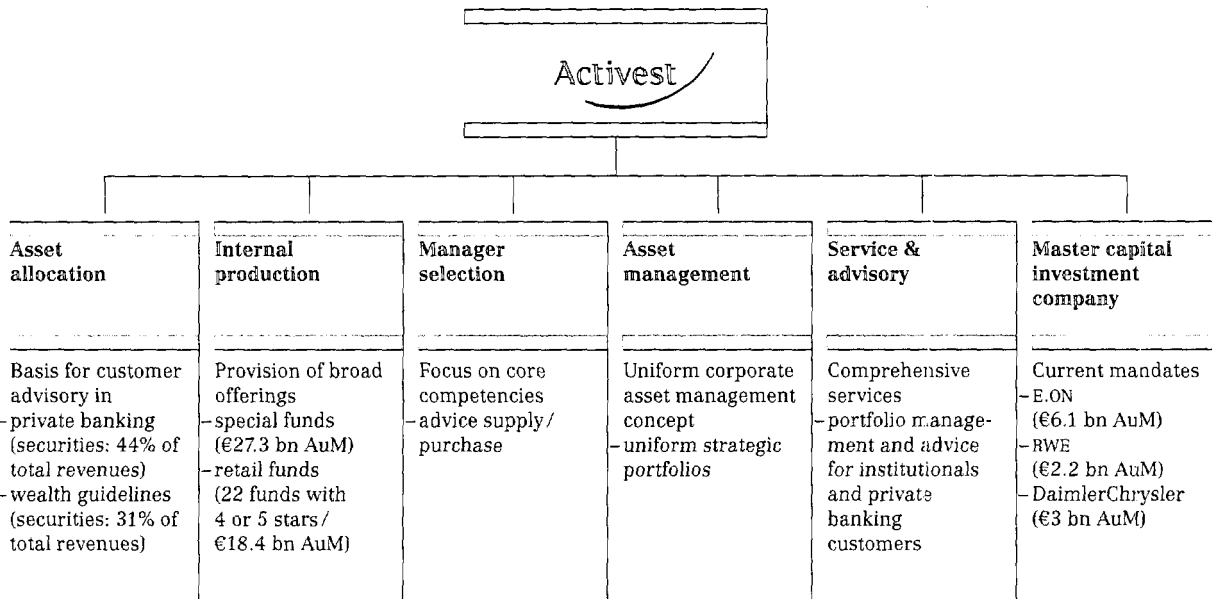 Activest
Asset
allocation
Basis for customer
advisory in
– private banking
(securities: 44% of
total revenues)
– wealth guidelines
(securities: 31% of
total revenues)
Internal
production
Provision of broad
offerings
– special funds
(€27.3 bn AuM)
– retail funds
(22 funds with
4 or 5 stars/
€18.4 bn AuM)
Manager
selection
Focus on core
competencies
– advice supply/
purchase
Asset
management
Uniform corporate
asset management
concept
– uniform strategic
portfolios
Service &
advisory
Comprehensive
services
– portfolio manage-
ment and advice
for institutionals
and private
banking
customers
Master capital
investment
company
Current mandates
– E.ON
(€6.1 bn AuM)
– RWE
(€2.2 bn AuM)
– DaimlerChrysler
(€3 bn AuM)